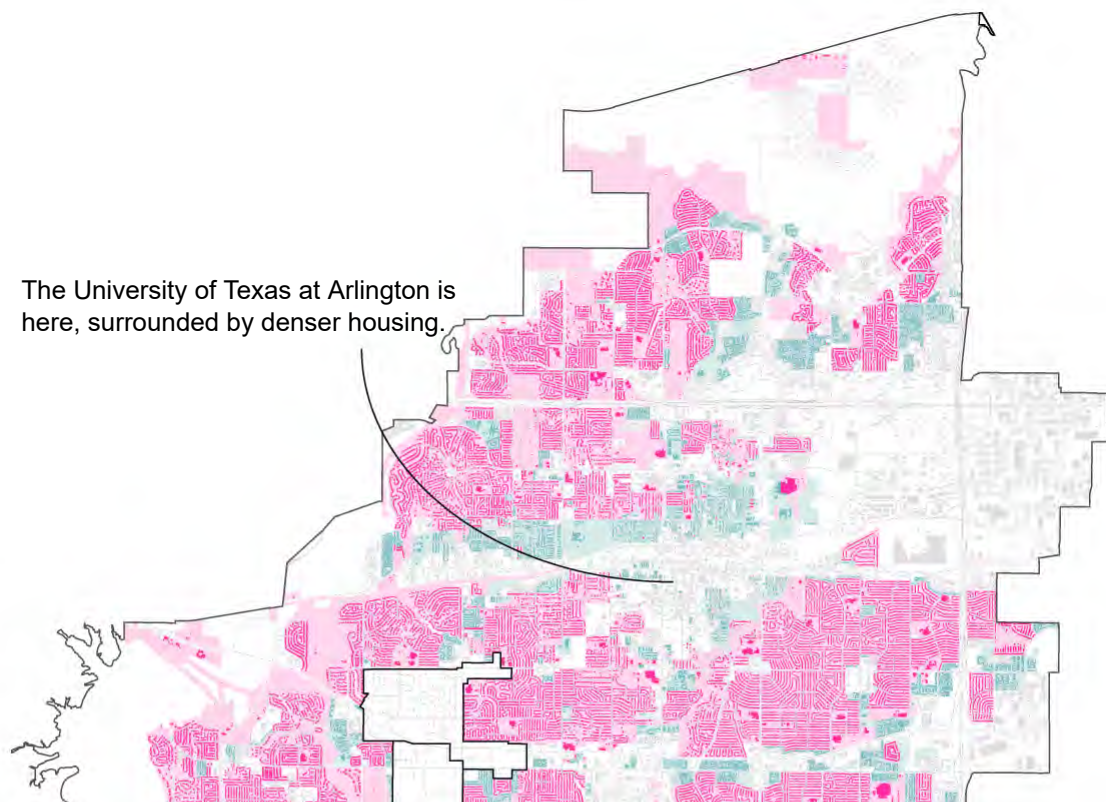 The University of Texas at Arlington is
here, surrounded by denser housing.